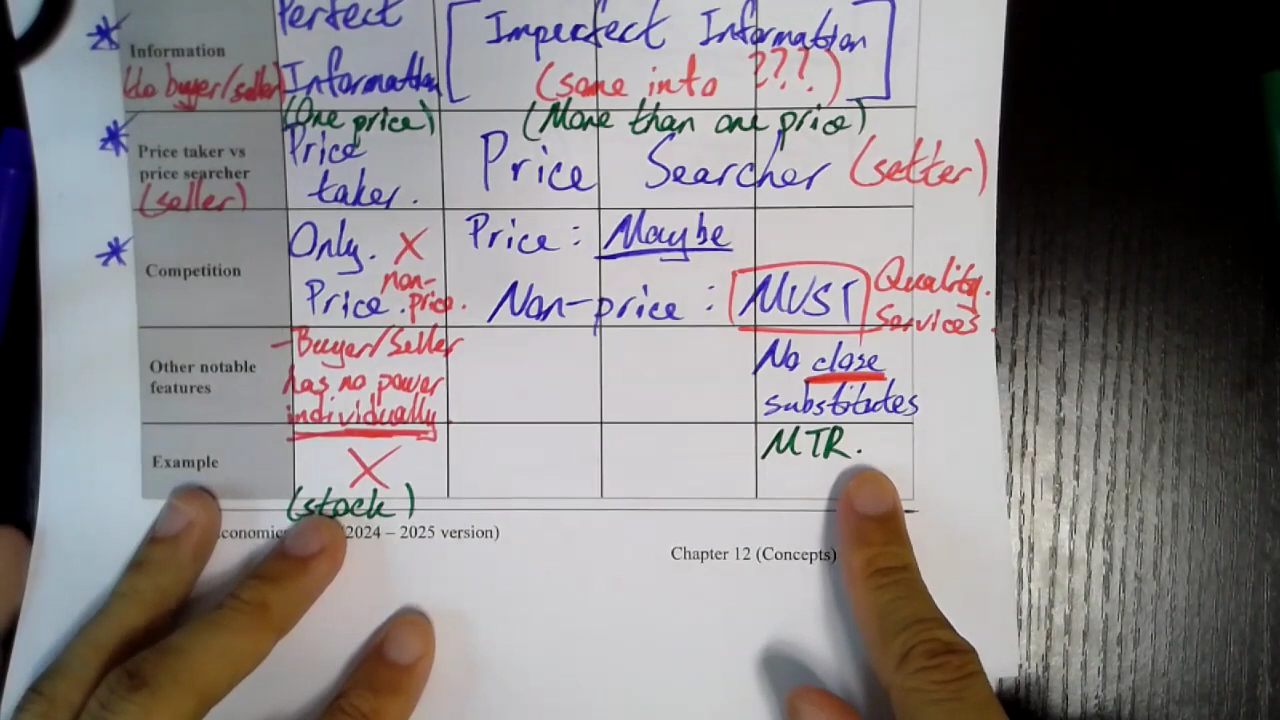 Information
(to buyer/seller)
Perfect
Information
(One price)
[Imperfect Information
(some info ???)]
(More than one price)
Price taker vs
price searcher
(seller)
Price
taker.
Price Searcher (setter)
Competition
Only. X
non-
Price. price.
Price: Maybe
Non-price: MUST
Quality.
Services.
Other notable
features
-Buyer/Seller
has no power
individually
No close
substitutes
Example
X
(stock)
MTR.
(2024 – 2025 version)
Chapter 12 (Concepts)